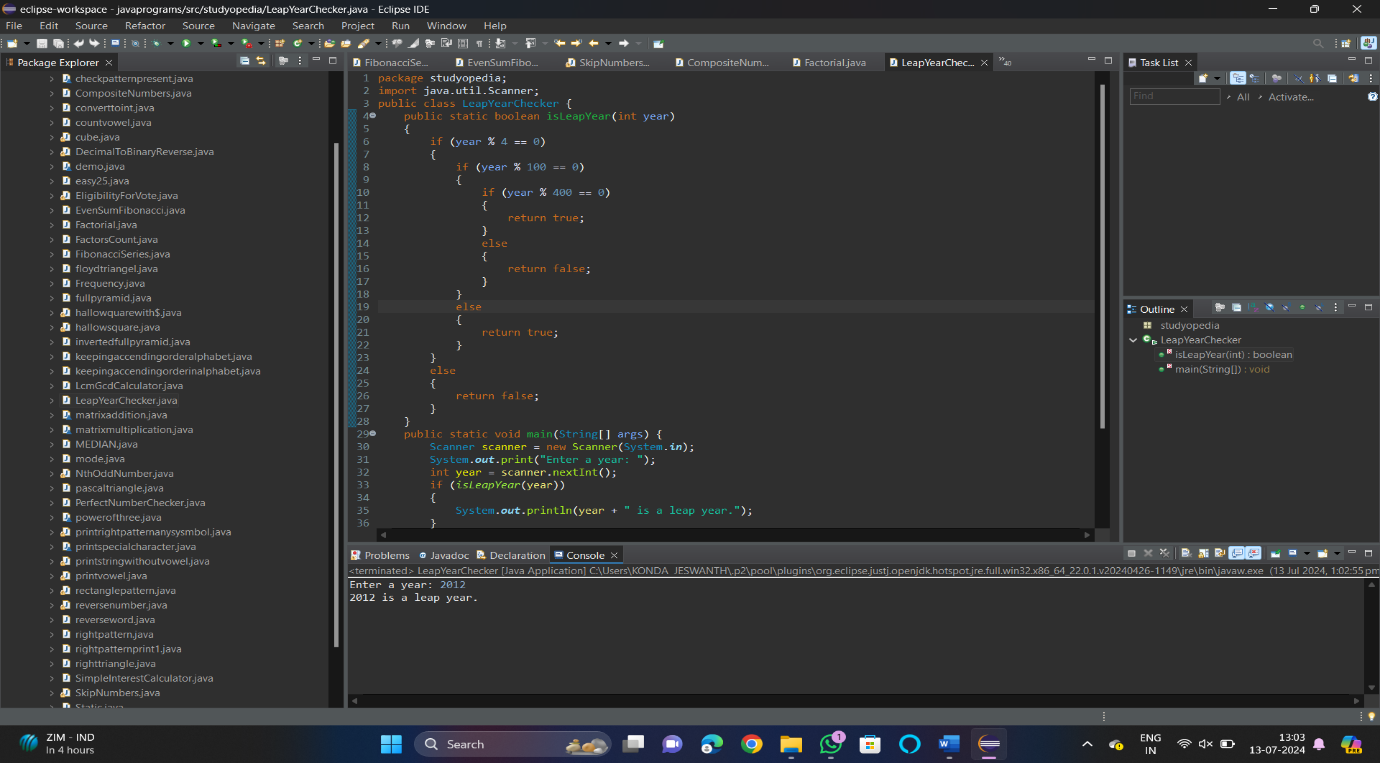 eclipse-workspace - javaprograms/src/studyopedia/LeapYearChecker.java - Eclipse IDE
File Edit Source Refactor Source Navigate Search Project Run Window Help
Package Explorer
checkpatternpresent.java
CompositeNumbers.java
converttoint.java
countvowel.java
cube.java
DecimalToBinaryReverse.java
demo.java
easy25.java
EligibilityForVote.java
EvenSumFibonacci.java
Factorial.java
FactorsCount.java
FibonacciSeries.java
floydtriangel.java
Frequency.java
fullpyramid.java
hallowquarewith$.java
hallowsquare.java
invertedfullpyramid.java
keepingaccendingorderalphabet.java
keepingaccendingorderinalphabet.java
LcmGcdCalculator.java
LeapYearChecker.java
matrixaddition.java
matrixmultiplication.java
MEDIAN.java
mode.java
NthOddNumber.java
pascaltriangle.java
PerfectNumberChecker.java
powerofthree.java
printrightpatternanysysmbol.java
printspecialcharacter.java
printstringwithoutvowel.java
printvowel.java
rectanglepattern.java
reversenumber.java
reverseword.java
rightpattern.java
rightpatternprint1.java
righttriangle.java
SimpleInterestCalculator.java
SkipNumbers.java
Static.java
FibonacciSe... EvenSumFibo... SkipNumbers... CompositeNum... Factorial.java LeapYearChec... »40
1 package studyopedia;
2 import java.util.Scanner;
3 public class LeapYearChecker {
4 public static boolean isLeapYear(int year)
5 {
6 if (year % 4 == 0)
7 {
8 if (year % 100 == 0)
9 {
10 if (year % 400 == 0)
11 {
12 return true;
13 }
14 else
15 {
16 return false;
17 }
18 }
19 else
20 {
21 return true;
22 }
23 }
24 else
25 {
26 return false;
27 }
28 }
29 public static void main(String[] args) {
30 Scanner scanner = new Scanner(System.in);
31 System.out.print("Enter a year: ");
32 int year = scanner.nextInt();
33 if (isLeapYear(year))
34 {
35 System.out.println(year + " is a leap year.");
36 }
Task List
Find All Activate...
Outline
studyopedia
LeapYearChecker
isLeapYear(int) : boolean
main(String[]) : void
Problems Javadoc Declaration Console
<terminated> LeapYearChecker [Java Application] C:\Users\KONDA JESWANTH\.p2\pool\plugins\org.eclipse.justj.openjdk.hotspot.jre.full.win32.x86_64_22.0.1.v20240426-1149\jre\bin\javaw.exe (13 Jul 2024, 1:02:55 pm
Enter a year: 2012
2012 is a leap year.
ZIM - IND
In 4 hours
Search
1
ENG
IN
13:03
13-07-2024
PRE